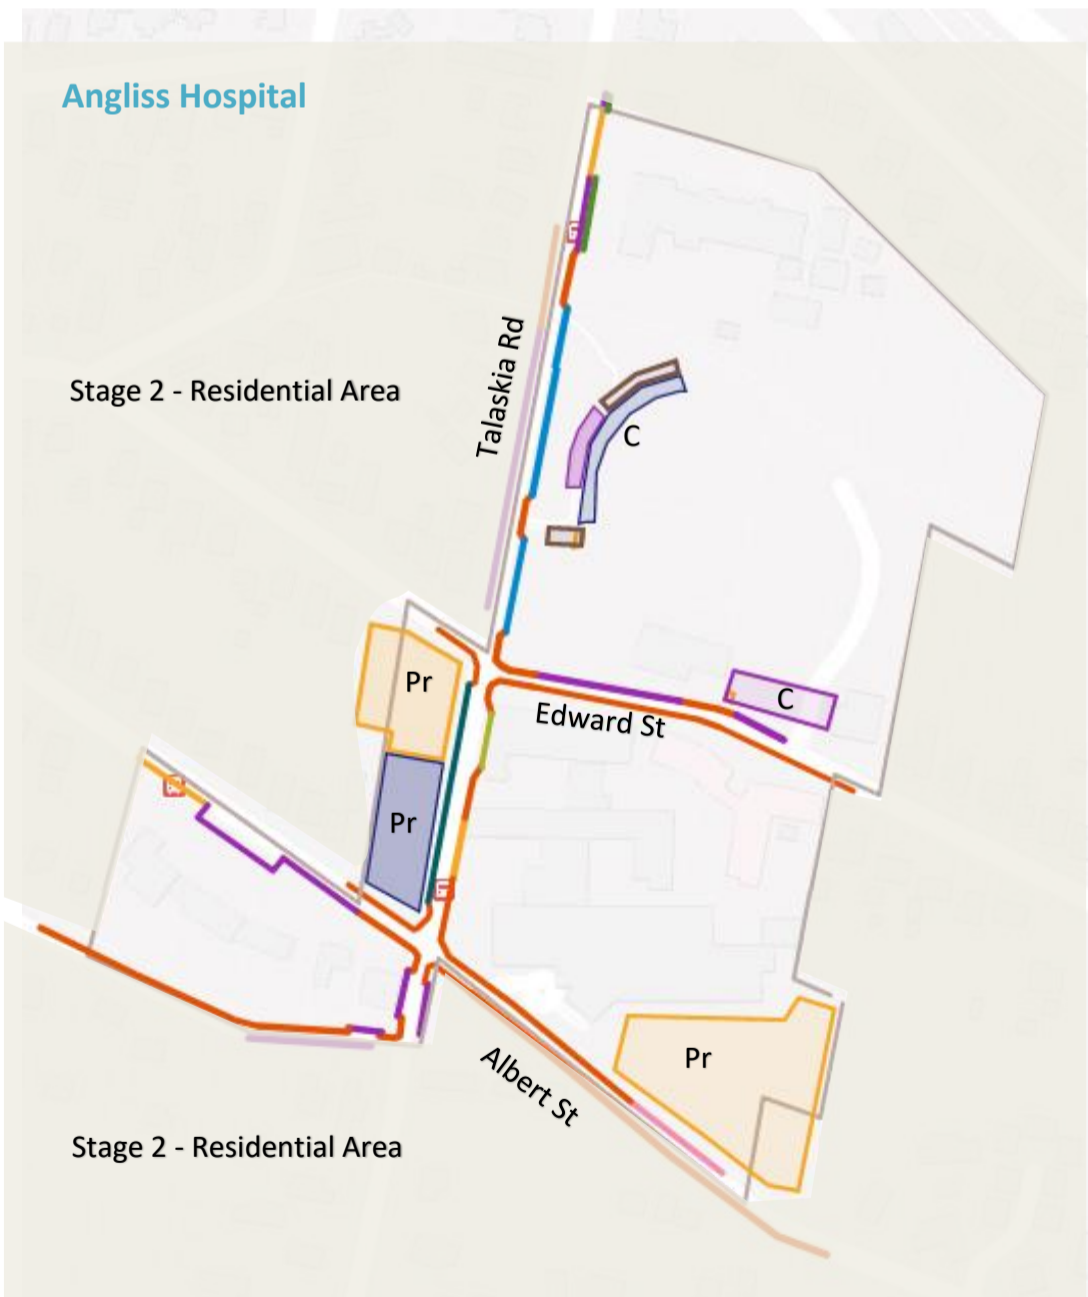 Angliss Hospital
Talaskia Rd
Stage 2 - Residential Area
C
Pr
C
Edward St
Pr
Pr
Albert St
Stage 2 - Residential Area